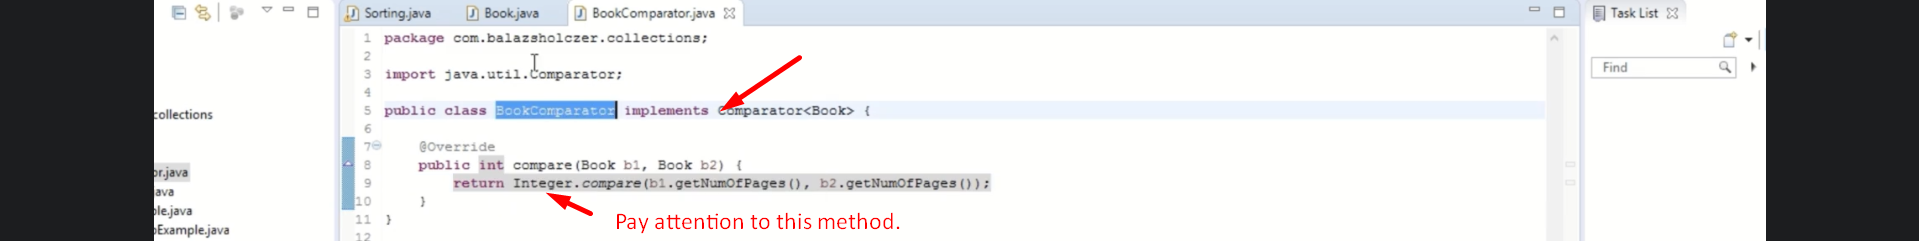 Sorting.java
Book.java
BookComparator.java
Task List
1 package com.balazsholczer.collections;
2
3 import java.util.Comparator;
4
5 public class BookComparator implements Comparator<Book> {
6
7 @Override
8 public int compare(Book b1, Book b2) {
9 return Integer.compare(b1.getNumOfPages(), b2.getNumOfPages());
10 }
11 }
12
Pay attention to this method.
Find
collections
or.java
ava
ple.java
oExample.java